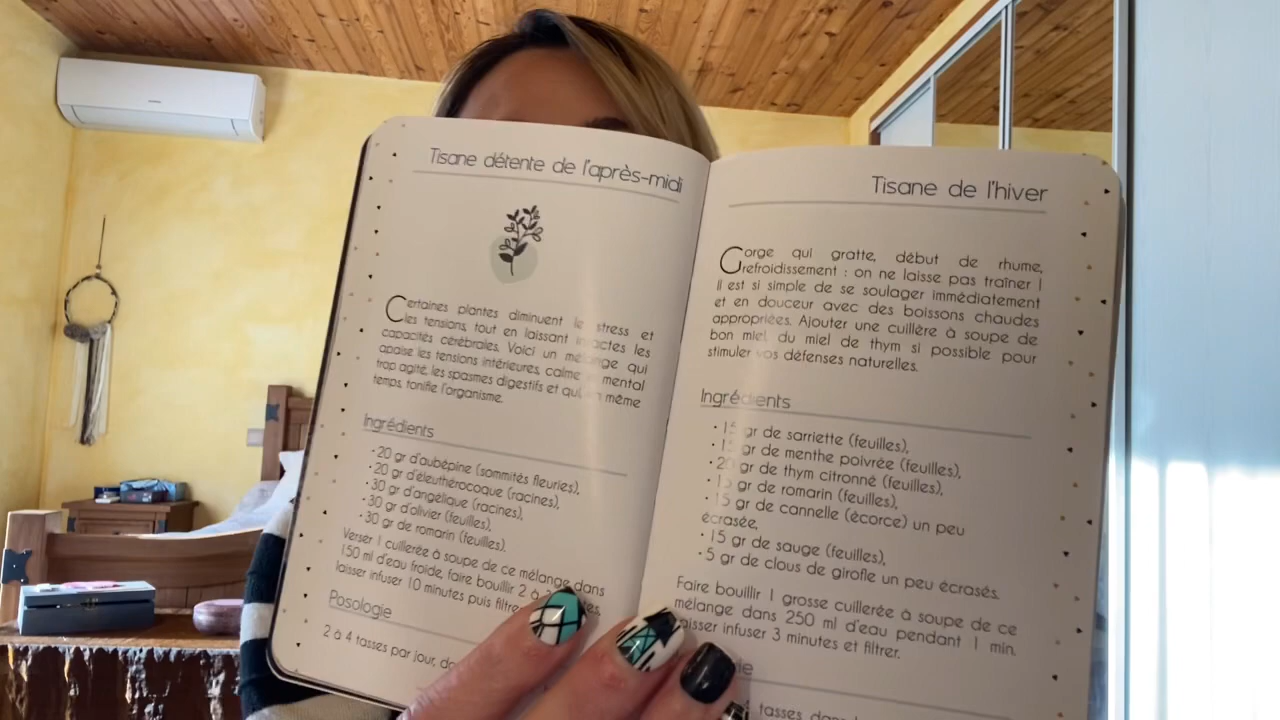 Tisane détente de l'après-midi
Certaines plantes diminuent le stress et
les tensions, tout en laissant intactes les
capacités cérébrales. Voici un mélange qui
apaise les tensions intérieures, calme mental
trop agité, les spasmes digestifs et qui, même
temps, tonifie l'organisme.
Ingrédients
• 20 gr d'aubépine (sommités fleuries),
• 20 gr d'éleuthérocoque (racines),
• 30 gr d'angélique (racines),
• 30 gr d'olivier (feuilles),
• 30 gr de romarin (feuilles).
Verser 1 cuillerée à soupe de ce mélange dans
150 ml d'eau froide, faire bouillir 2 à
laisser infuser 10 minutes puis filtrer
Posologie
2 à 4 tasses par jour,
Tisane de l'hiver
Gorge qui gratte, début de rhume,
refroidissement : on ne laisse pas traîner !
Il est si simple de se soulager immédiatement
et en douceur avec des boissons chaudes
appropriées. Ajouter une cuillère à soupe de
bon miel, du miel de thym si possible pour
stimuler vos défenses naturelles.
Ingrédients
• 15 gr de sarriette (feuilles),
• gr de menthe poivrée (feuilles),
• 20 gr de thym citronné (feuilles),
• 15 gr de romarin (feuilles),
• 15 gr de cannelle (écorce) un peu
écrasée,
• 15 gr de sauge (feuilles),
• 5 gr de clous de girofle un peu écrasés.
Faire bouillir 1 grosse cuillerée à soupe de ce
mélange dans 250 ml d'eau pendant 1 min.
laisser infuser 3 minutes et filtrer.
tasses dans